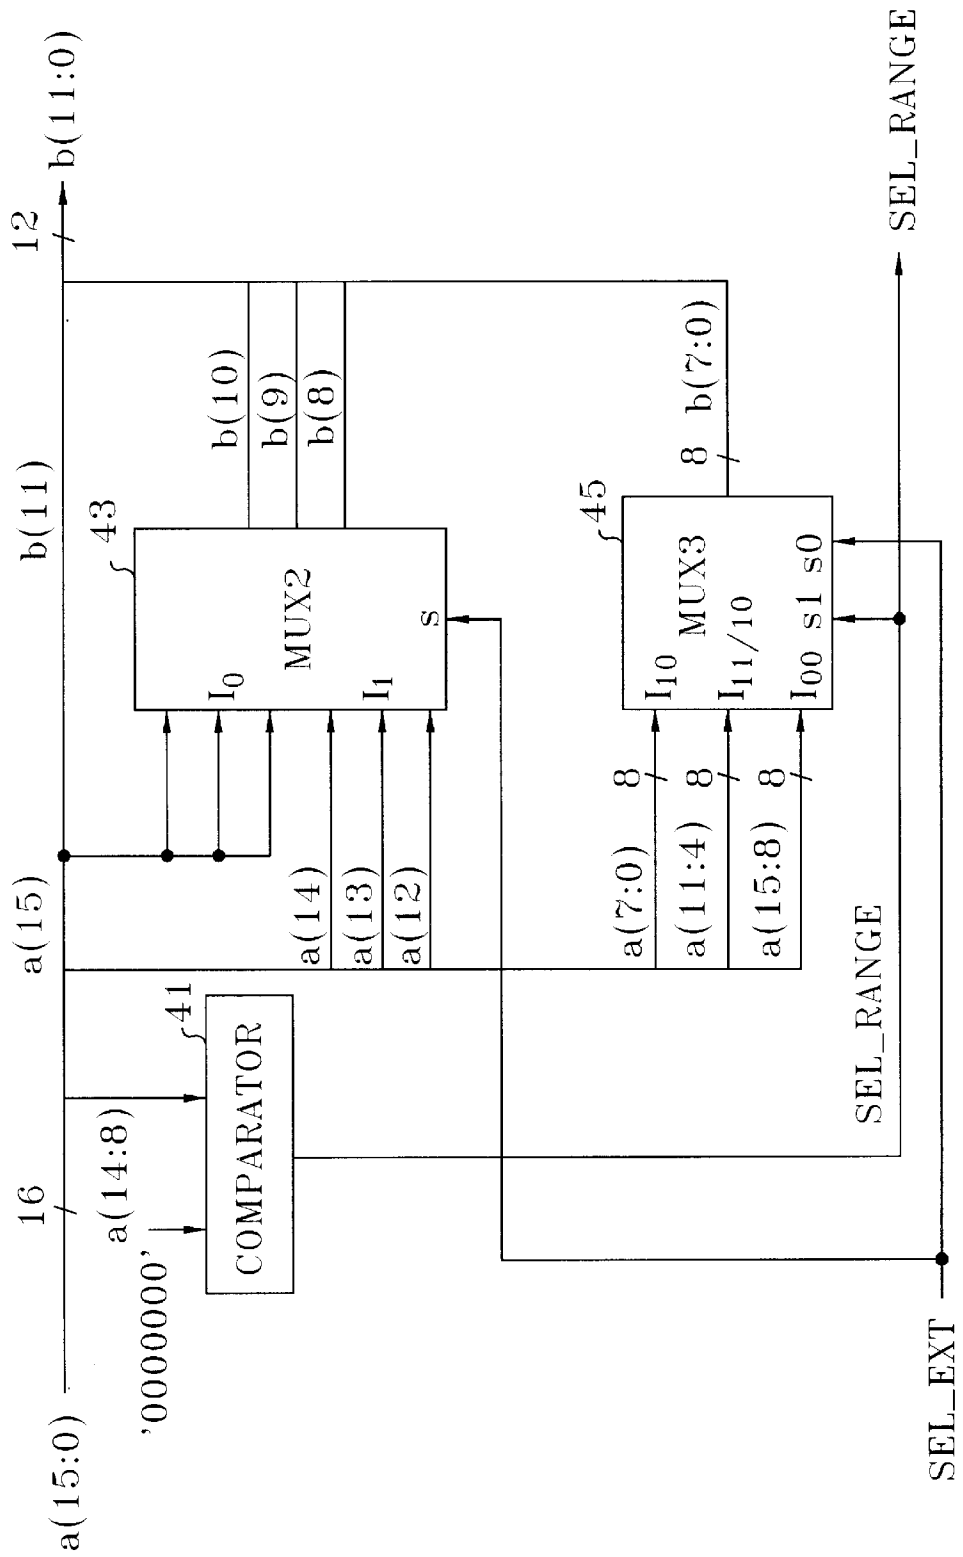 a(15:0)
16
a(15)
b(11)
12
b(11:0)
'0000000'
a(14:8)
41
COMPARATOR
a(14)
a(13)
a(12)
43
I0
I1
MUX2
s
b(10)
b(9)
b(8)
a(7:0)
8
a(11:4)
8
a(15:8)
8
45
I10
I11/10
I00
MUX3
s1
s0
8
b(7:0)
SEL_RANGE
SEL_RANGE
SEL_EXT